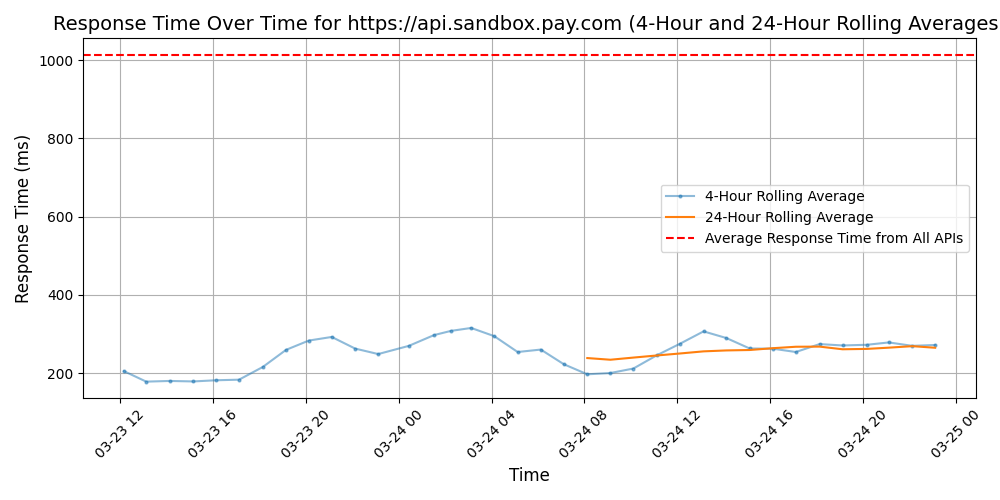 Response Time Over Time for https://api.sandbox.pay.com (4-Hour and 24-Hour Rolling Averages
1000
800
600
400
200
Response Time (ms)
4-Hour Rolling Average
24-Hour Rolling Average
Average Response Time from All APIs
03-23 12
03-23 16
03-23 20
03-24 00
03-24 04
03-24 08
03-24 12
03-24 16
03-24 20
03-25 00
Time